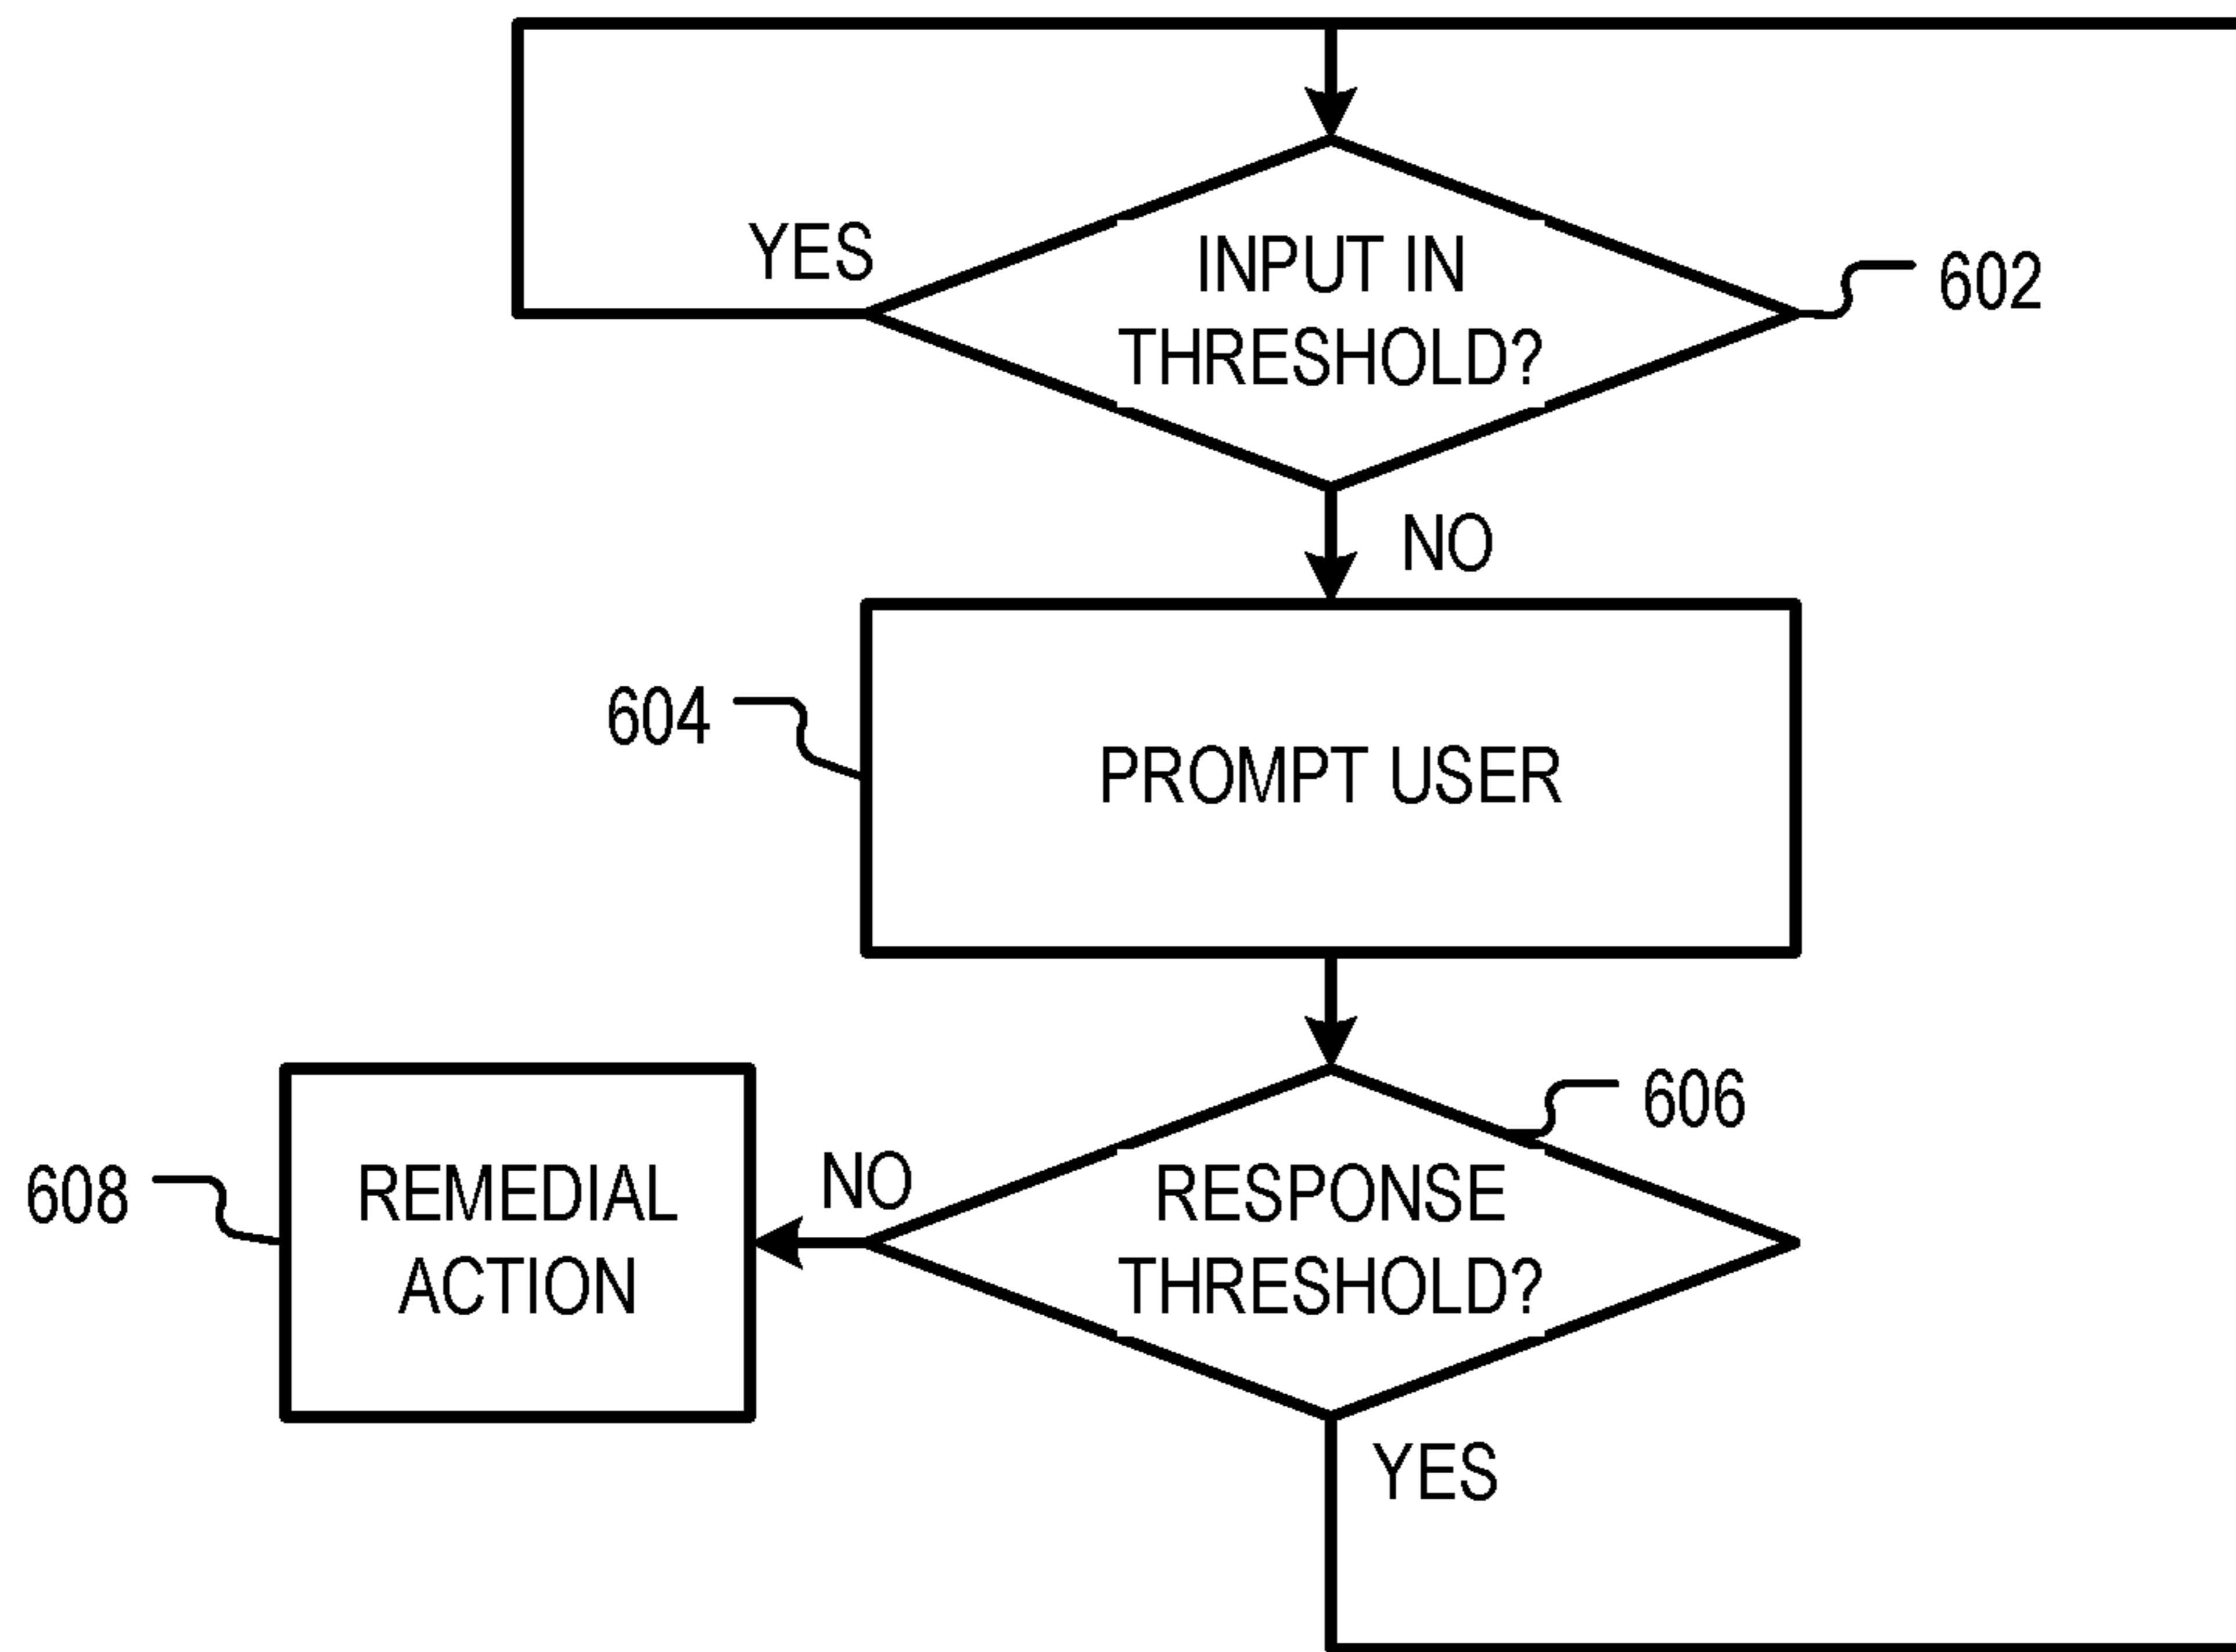 YES
INPUT IN
THRESHOLD?
602
NO
604
PROMPT USER
606
608
REMEDIAL
ACTION
NO
RESPONSE
THRESHOLD?
YES